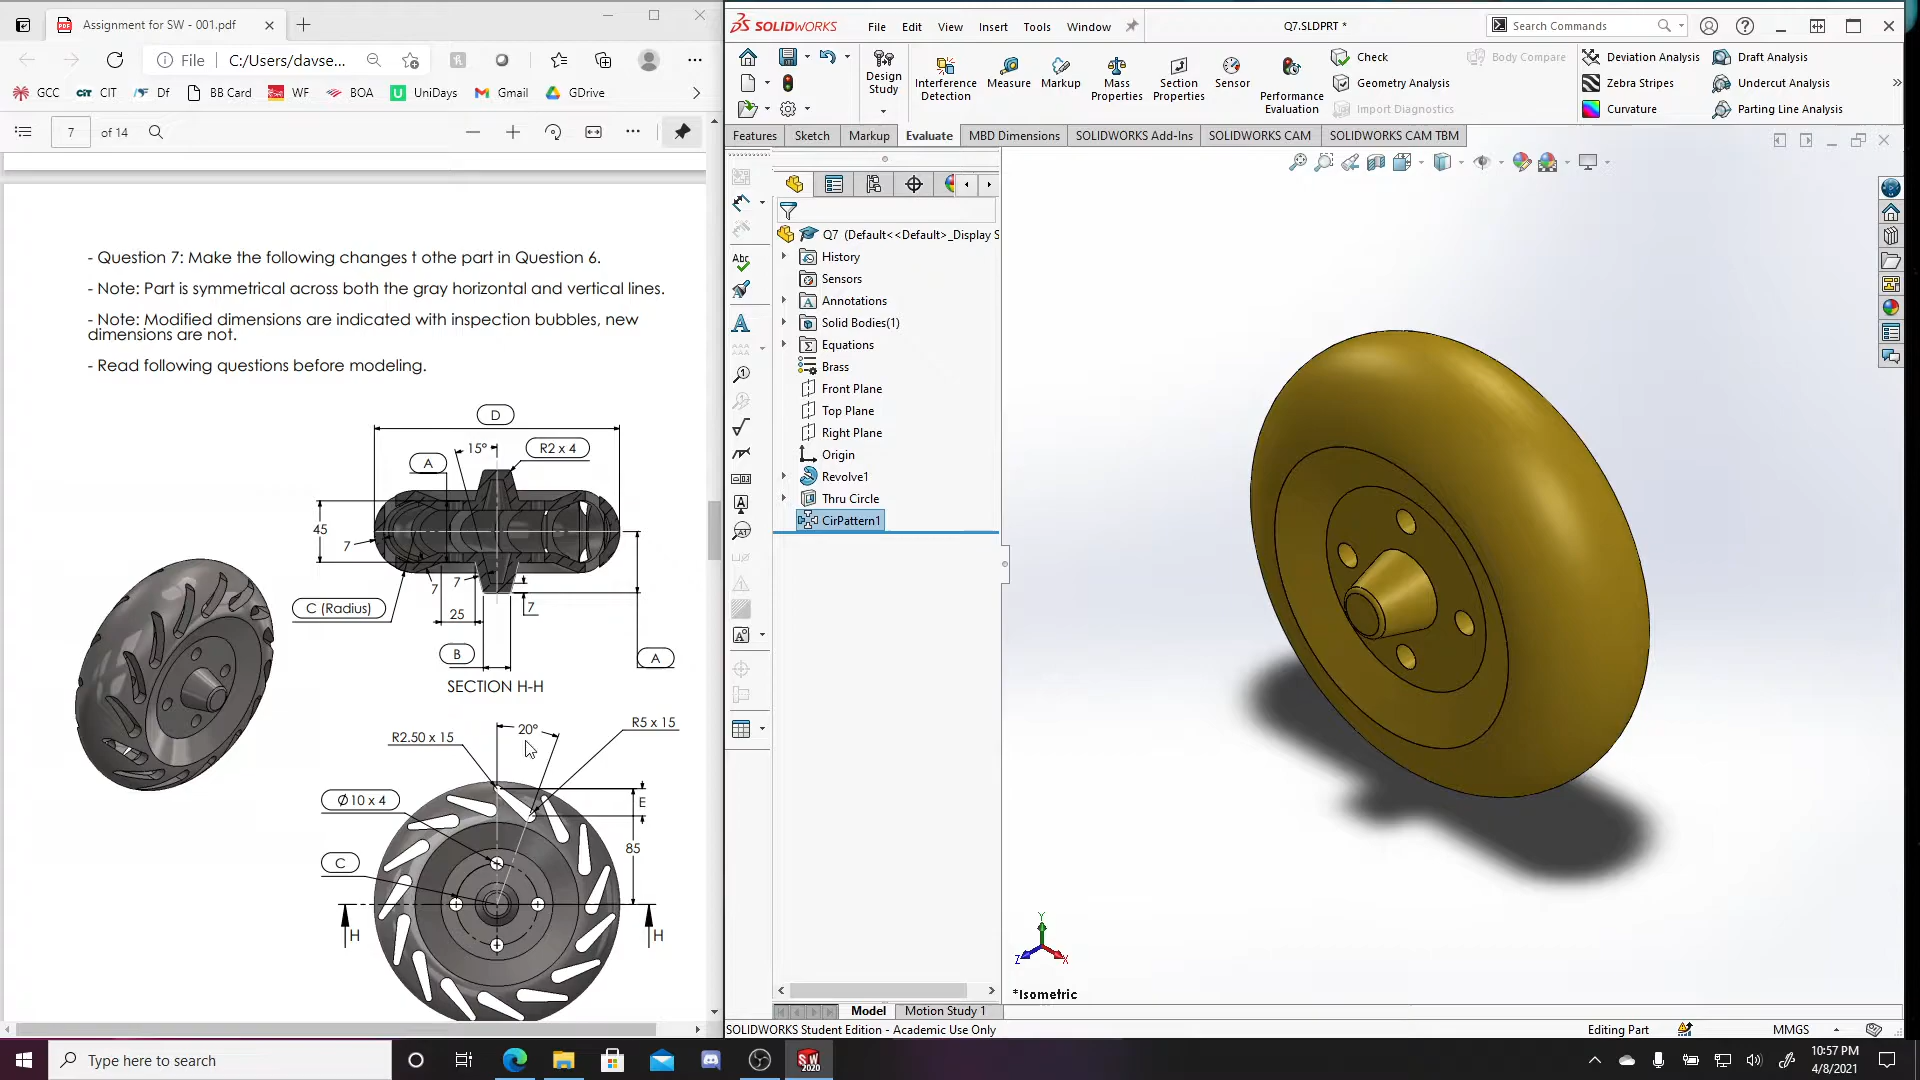 Assignment for SW - 001.pdf
File
C:/Users/davse...
GCC
CIT
Df
BB Card
WF
BOA
UniDays
Gmail
GDrive
7
of 14
- Question 7: Make the following changes t othe part in Question 6.
- Note: Part is symmetrical across both the gray horizontal and vertical lines.
- Note: Modified dimensions are indicated with inspection bubbles, new
dimensions are not.
- Read following questions before modeling.
D
15°
R2 x 4
A
45
7
7
7
7
C (Radius)
25
B
A
SECTION H-H
20°
R5 x 15
R2.50 x 15
Ø10 x 4
E
85
C
H
H
SOLIDWORKS
File
Edit
View
Insert
Tools
Window
Q7.SLDPRT *
Search Commands
Design
Study
Interference
Detection
Measure
Markup
Mass
Properties
Section
Properties
Sensor
Performance
Evaluation
Check
Geometry Analysis
Import Diagnostics
Body Compare
Deviation Analysis
Zebra Stripes
Curvature
Draft Analysis
Undercut Analysis
Parting Line Analysis
Features
Sketch
Markup
Evaluate
MBD Dimensions
SOLIDWORKS Add-Ins
SOLIDWORKS CAM
SOLIDWORKS CAM TBM
Q7 (Default<<Default>_Display S
History
Sensors
Annotations
Solid Bodies(1)
Equations
Brass
Front Plane
Top Plane
Right Plane
Origin
Revolve1
Thru Circle
CirPattern1
Abc
Y
Z
X
*Isometric
Model
Motion Study 1
SOLIDWORKS Student Edition - Academic Use Only
Editing Part
MMGS
Type here to search
SW
2020
10:57 PM
4/8/2021